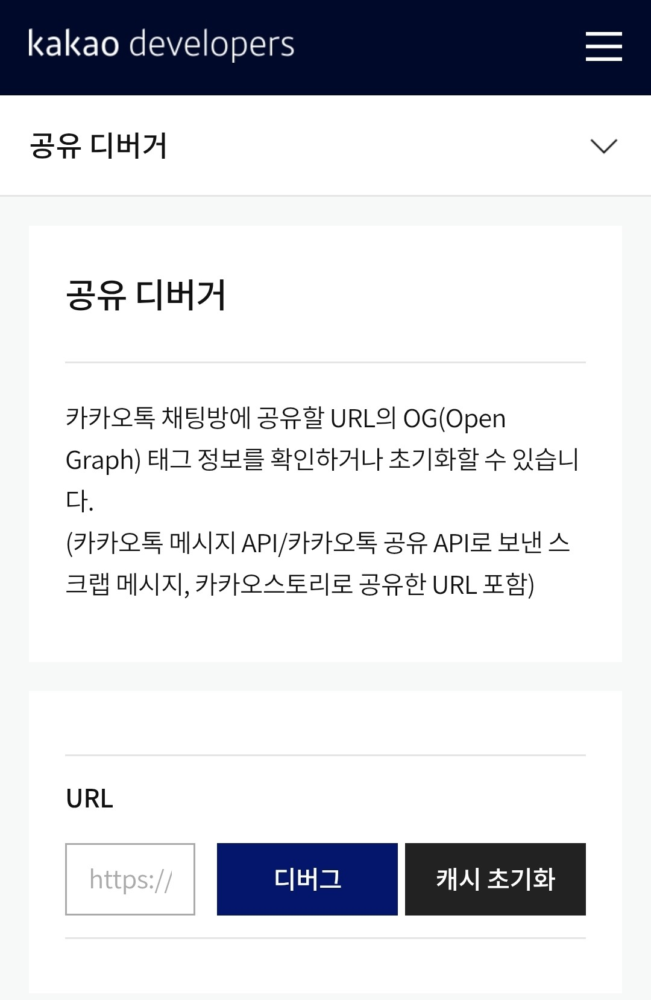 kakao developers
공유 디버거
공유 디버거
카카오톡 채팅방에 공유할 URL의 OG(Open
Graph) 태그 정보를 확인하거나 초기화할 수 있습니
다.
(카카오톡 메시지 API/카카오톡 공유 API로 보낸 스
크랩 메시지, 카카오스토리로 공유한 URL 포함)
URL
https:// 디버그 캐시 초기화